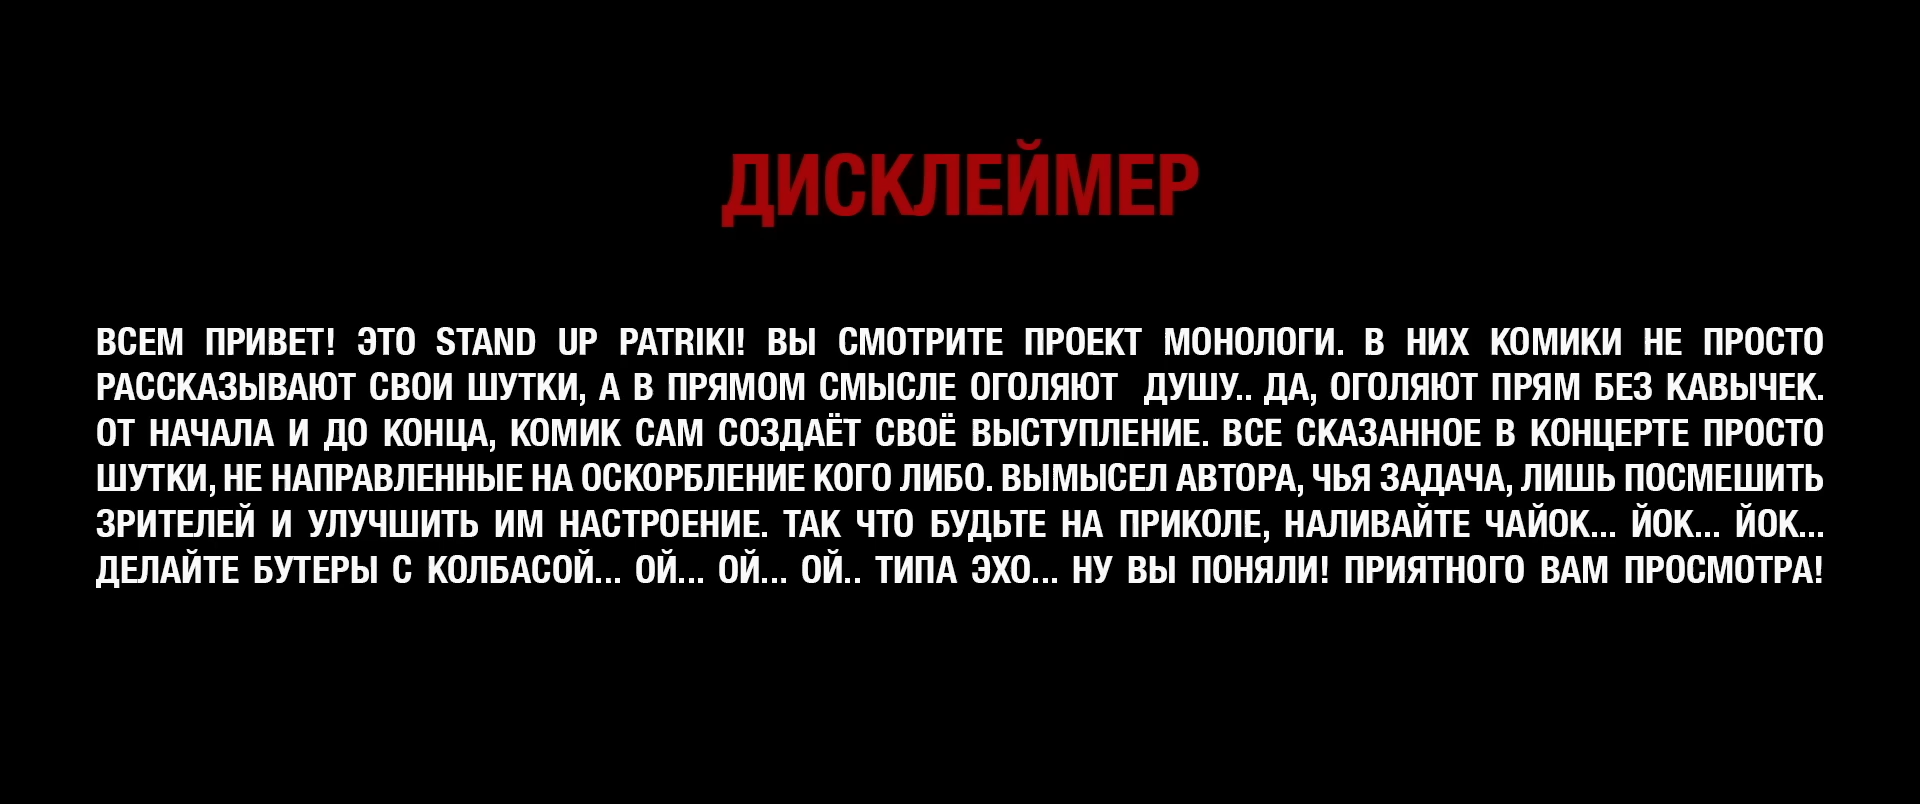 ДИСКЛЕЙМЕР
ВСЕМ ПРИВЕТ! ЭТО STAND UP PATRIKI! ВЫ СМОТРИТЕ ПРОЕКТ МОНОЛОГИ. В НИХ КОМИКИ НЕ ПРОСТО
РАССКАЗЫВАЮТ СВОИ ШУТКИ, А В ПРЯМОМ СМЫСЛЕ ОГОЛЯЮТ ДУШУ.. ДА, ОГОЛЯЮТ ПРЯМ БЕЗ КАВЫЧЕК.
ОТ НАЧАЛА И ДО КОНЦА, КОМИК САМ СОЗДАЁТ СВОЁ ВЫСТУПЛЕНИЕ. ВСЕ СКАЗАННОЕ В КОНЦЕРТЕ ПРОСТО
ШУТКИ, НЕ НАПРАВЛЕННЫЕ НА ОСКОРБЛЕНИЕ КОГО ЛИБО. ВЫМЫСЕЛ АВТОРА, ЧЬЯ ЗАДАЧА, ЛИШЬ ПОСМЕШИТЬ
ЗРИТЕЛЕЙ И УЛУЧШИТЬ ИМ НАСТРОЕНИЕ. ТАК ЧТО БУДЬТЕ НА ПРИКОЛЕ, НАЛИВАЙТЕ ЧАЙОК... ЙОК... ЙОК...
ДЕЛАЙТЕ БУТЕРЫ С КОЛБАСОЙ... ОЙ... ОЙ... ОЙ.. ТИПА ЭХО... НУ ВЫ ПОНЯЛИ! ПРИЯТНОГО ВАМ ПРОСМОТРА!